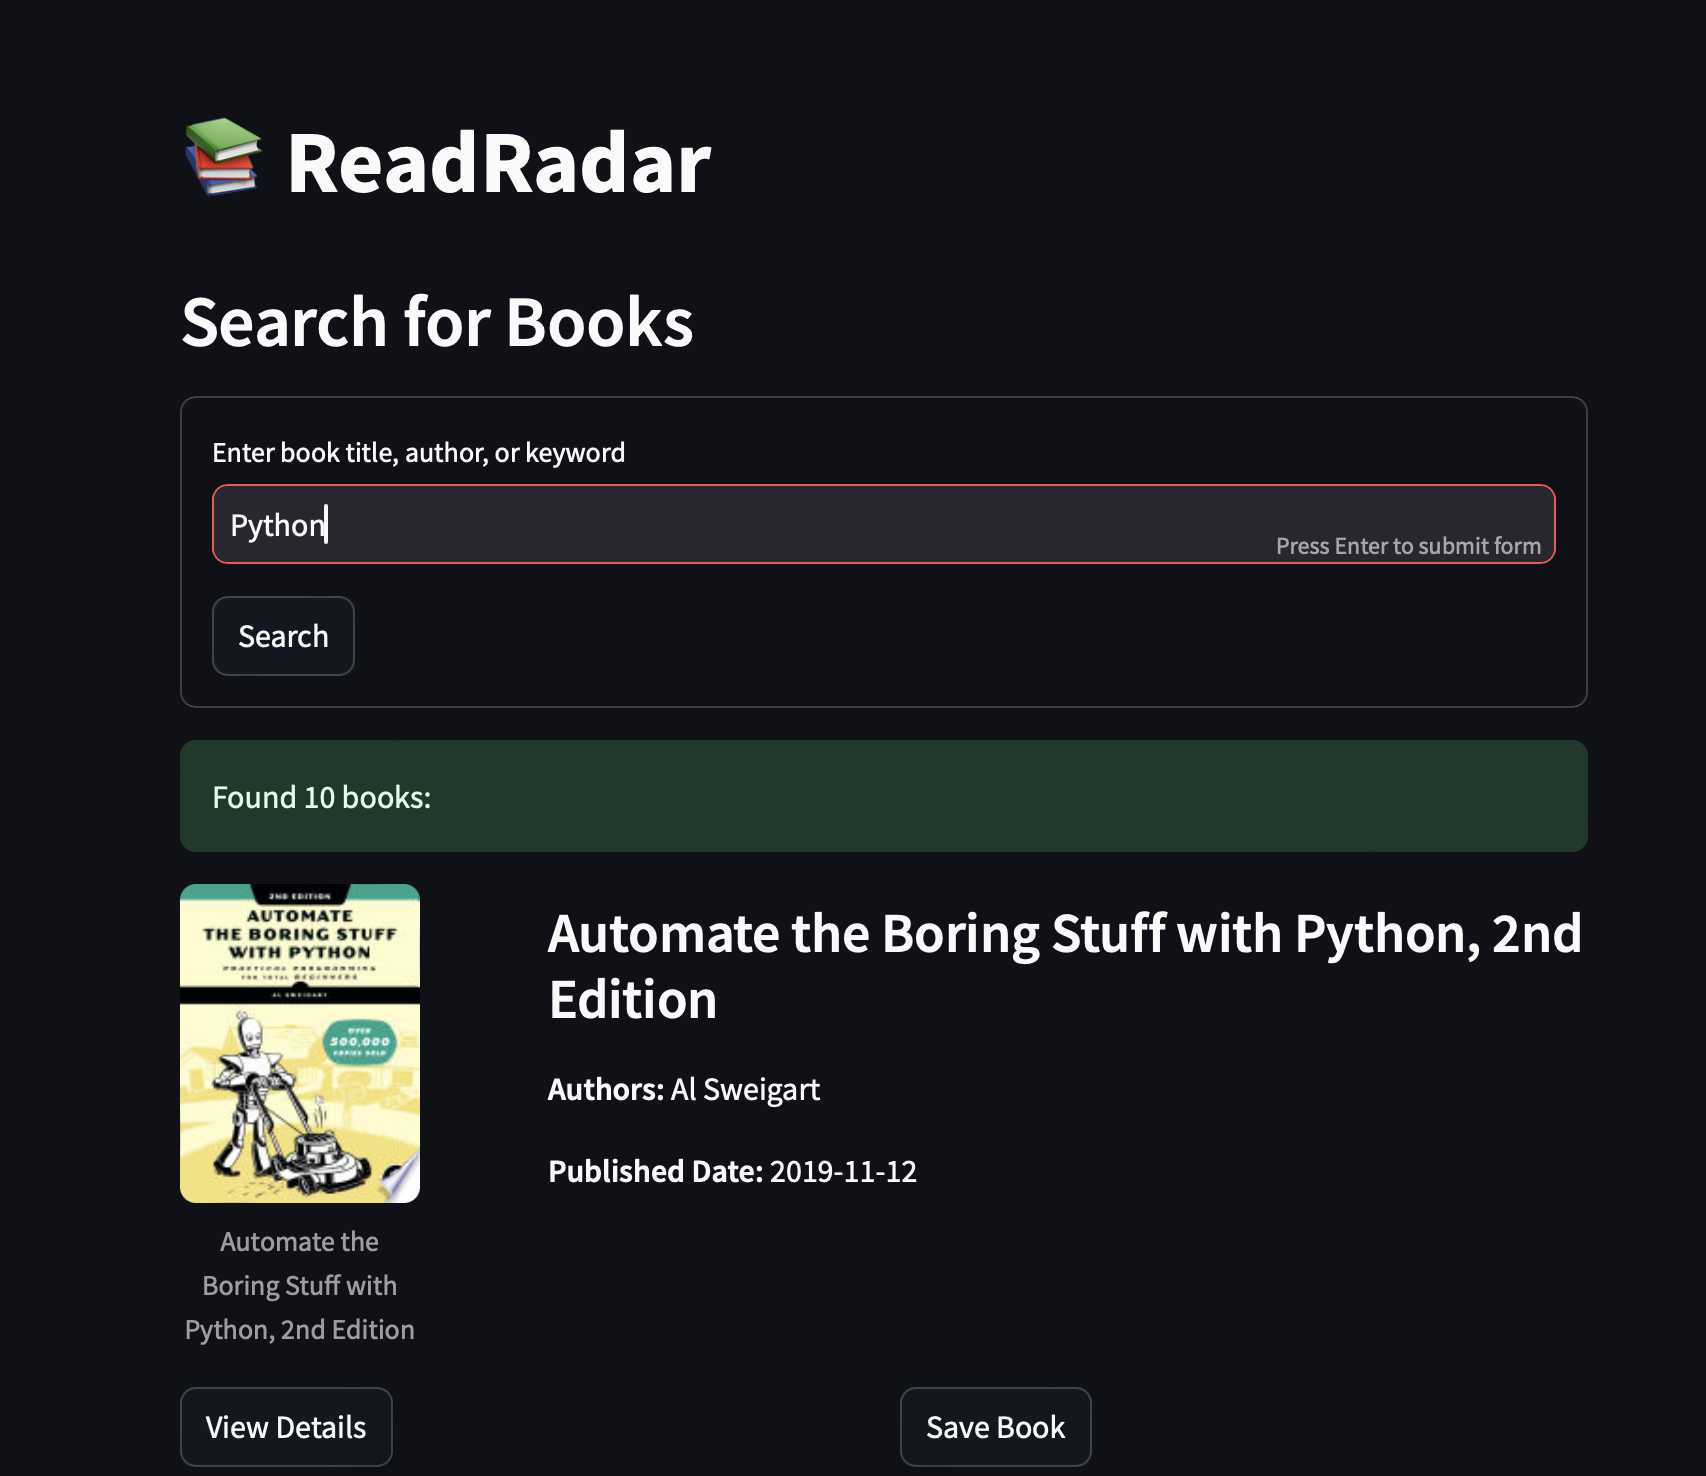 ReadRadar
Search for Books
Enter book title, author, or keyword
Python
Press Enter to submit form
Search
Found 10 books:
2ND EDITION
AUTOMATE
THE BORING STUFF
WITH PYTHON
PRACTICAL PROGRAMMING
FOR TOTAL BEGINNERS
AL SWEIGART
OVER
500,000
COPIES SOLD
Automate the Boring Stuff with Python, 2nd
Edition
Authors: Al Sweigart
Published Date: 2019-11-12
Automate the
Boring Stuff with
Python, 2nd Edition
View Details
Save Book